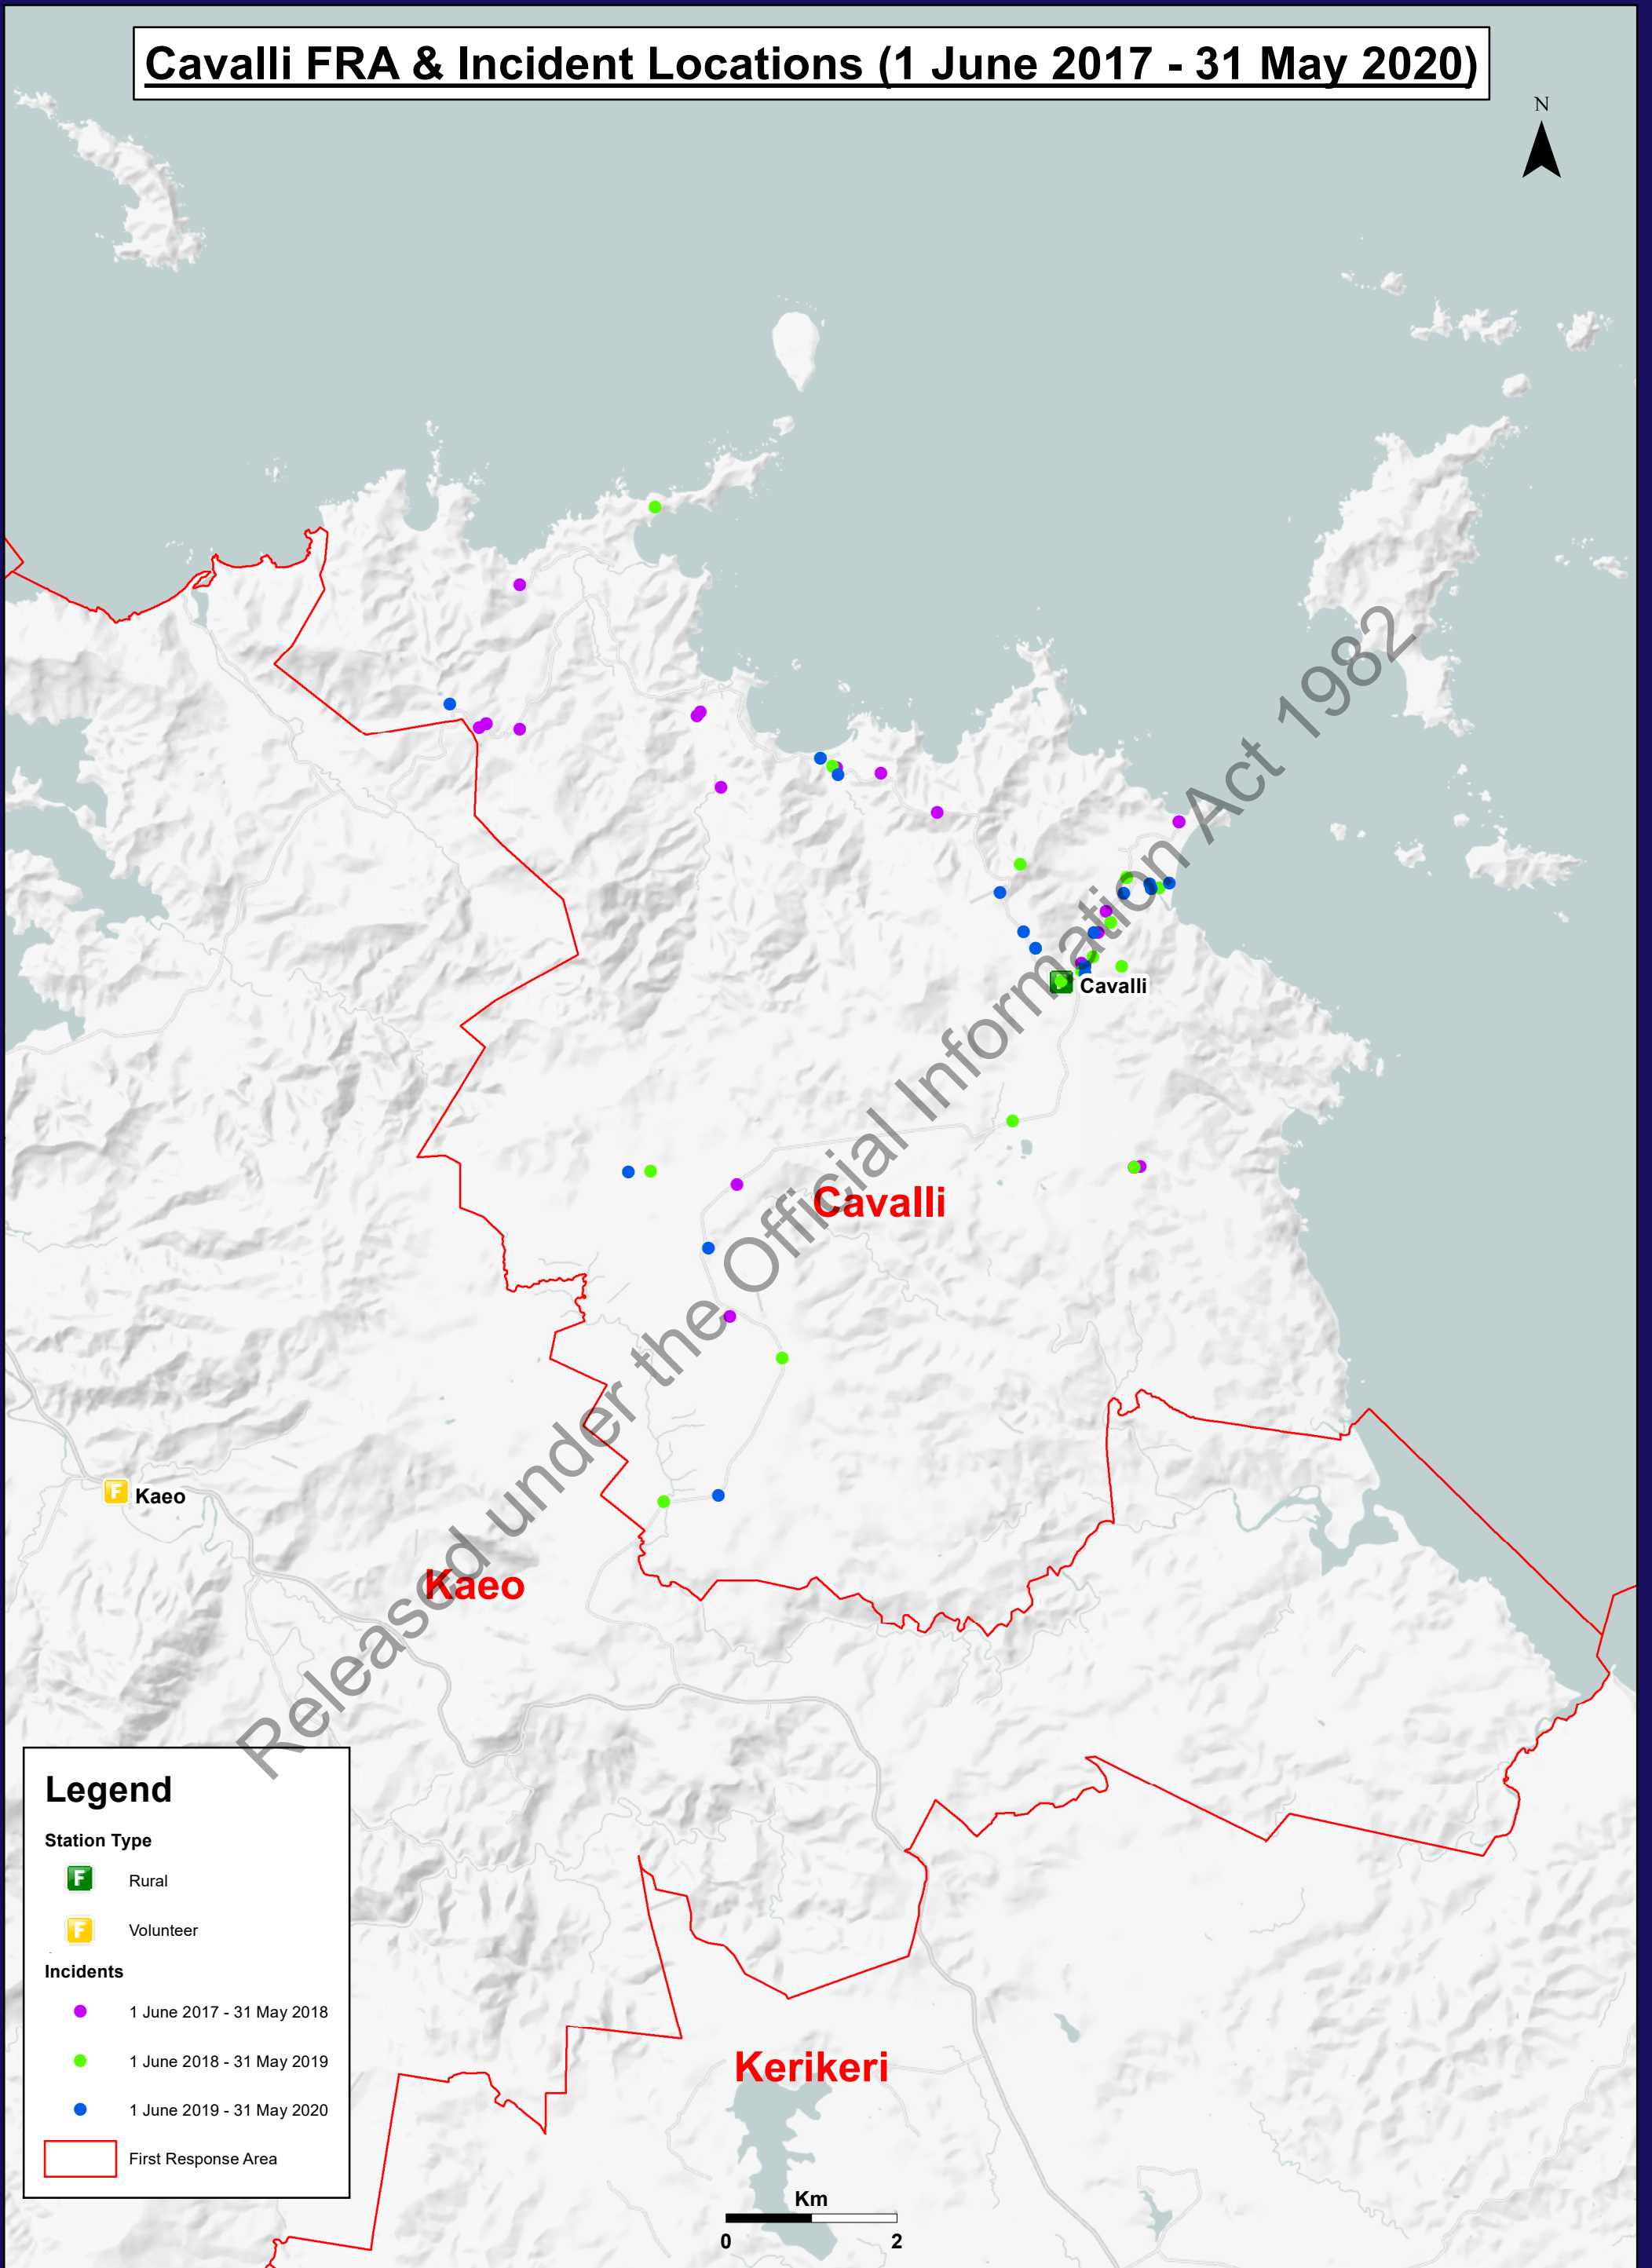 Cavalli FRA & Incident Locations (1 June 2017 - 31 May 2020)
N
Released under the Official Information Act 1982
F Cavalli
Cavalli
F Kaeo
Kaeo
Kerikeri
Legend
Station Type
F Rural
F Volunteer
Incidents
1 June 2017 - 31 May 2018
1 June 2018 - 31 May 2019
1 June 2019 - 31 May 2020
First Response Area
Km
0 2